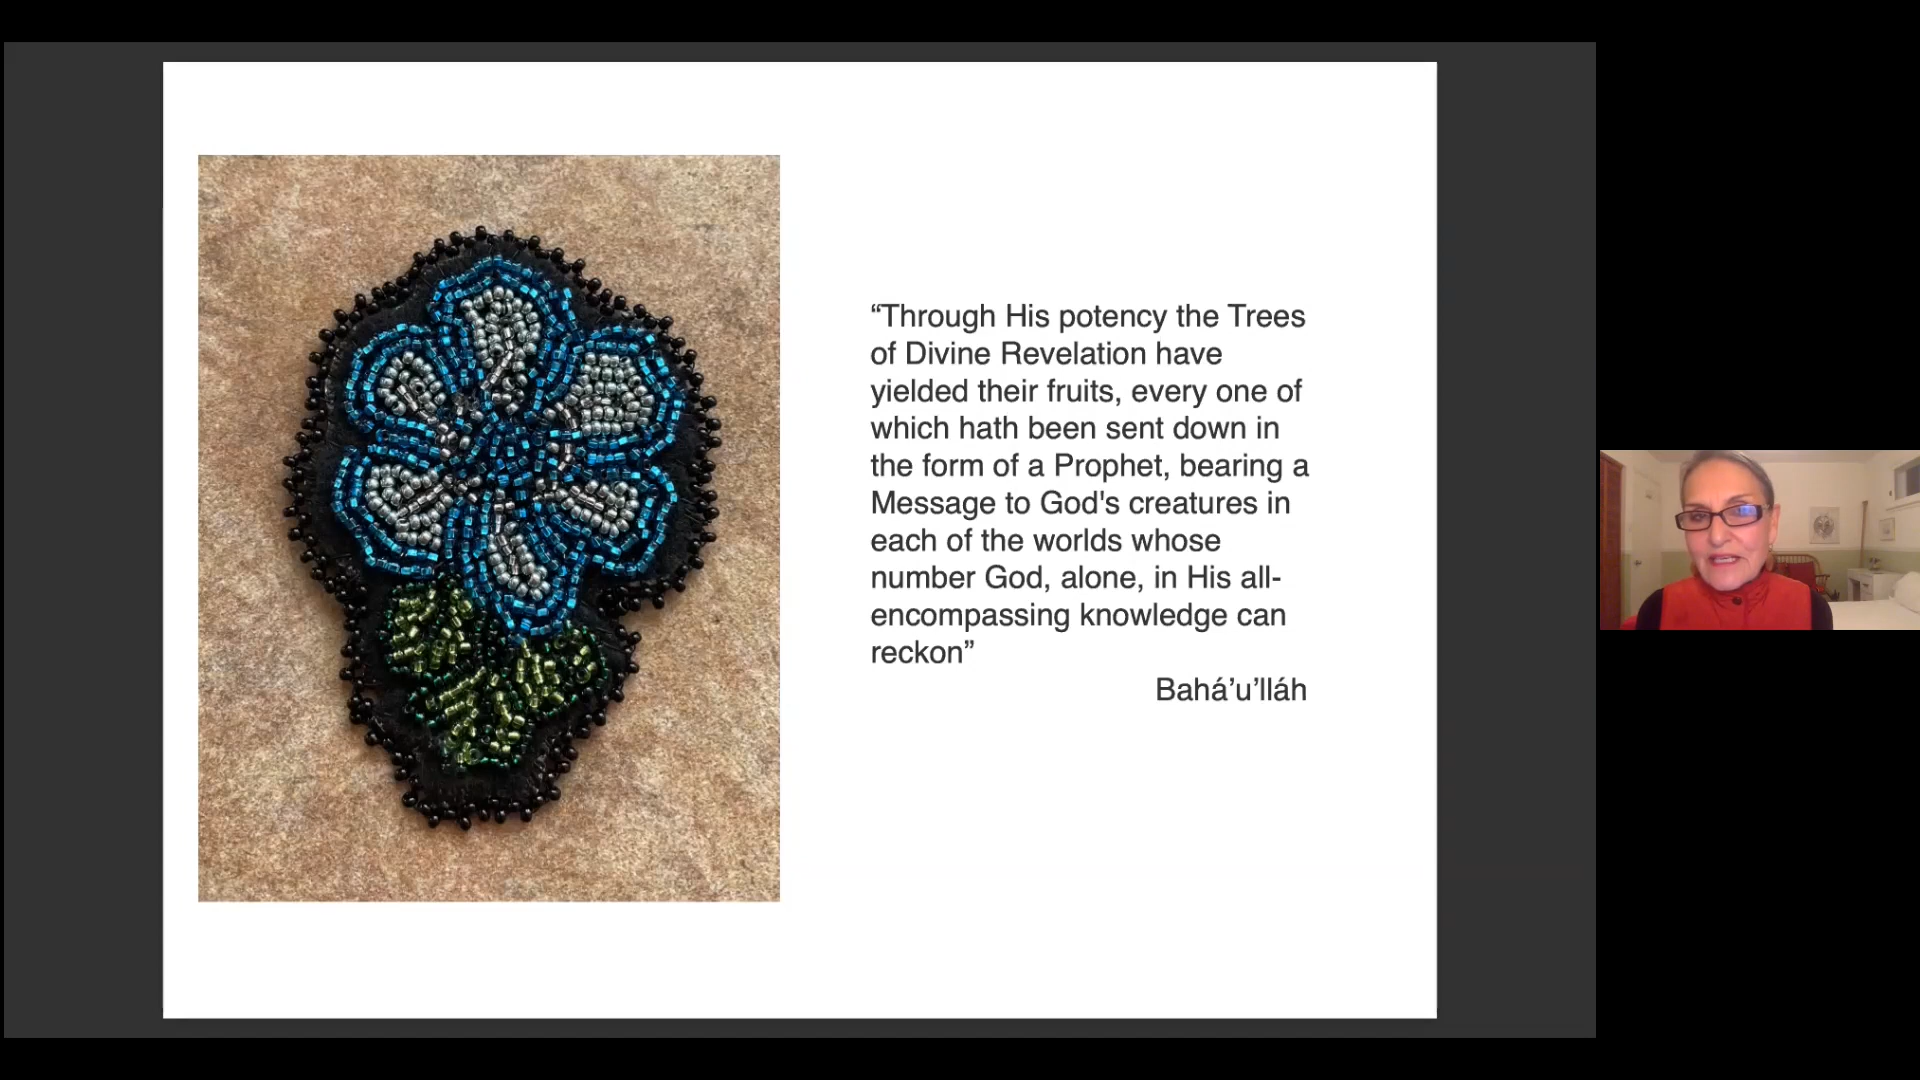 “Through His potency the Trees
of Divine Revelation have
yielded their fruits, every one of
which hath been sent down in
the form of a Prophet, bearing a
Message to God's creatures in
each of the worlds whose
number God, alone, in His all-
encompassing knowledge can
reckon”
Bahá’u’lláh